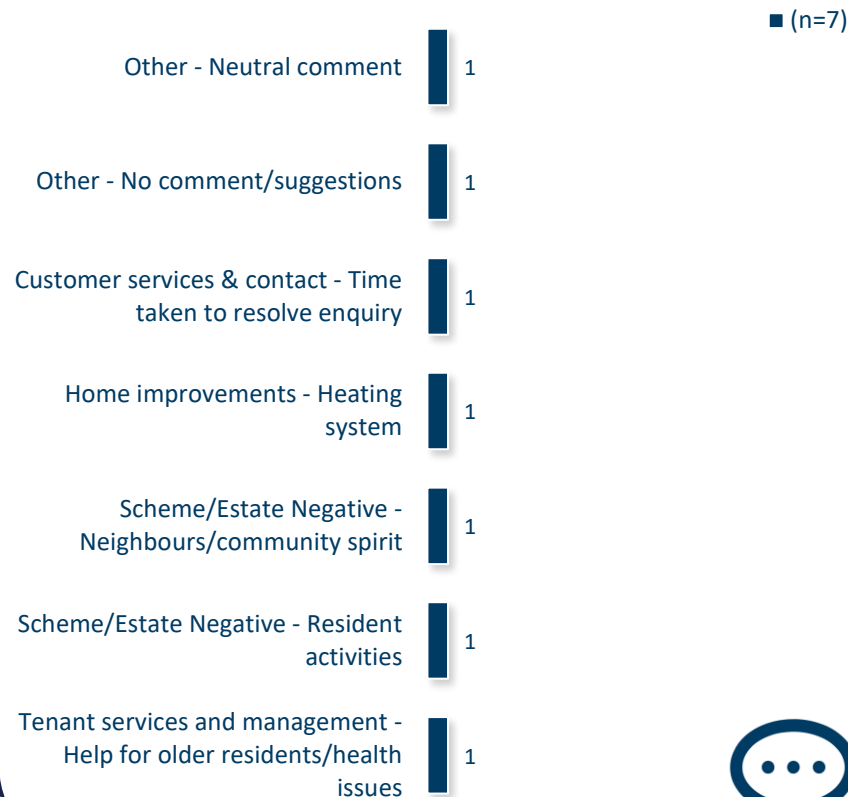 (n=7)
Other - Neutral comment 1
Other - No comment/suggestions 1
Customer services & contact - Time
taken to resolve enquiry 1
Home improvements - Heating
system 1
Scheme/Estate Negative -
Neighbours/community spirit 1
Scheme/Estate Negative - Resident
activities 1
Tenant services and management -
Help for older residents/health 1
issues